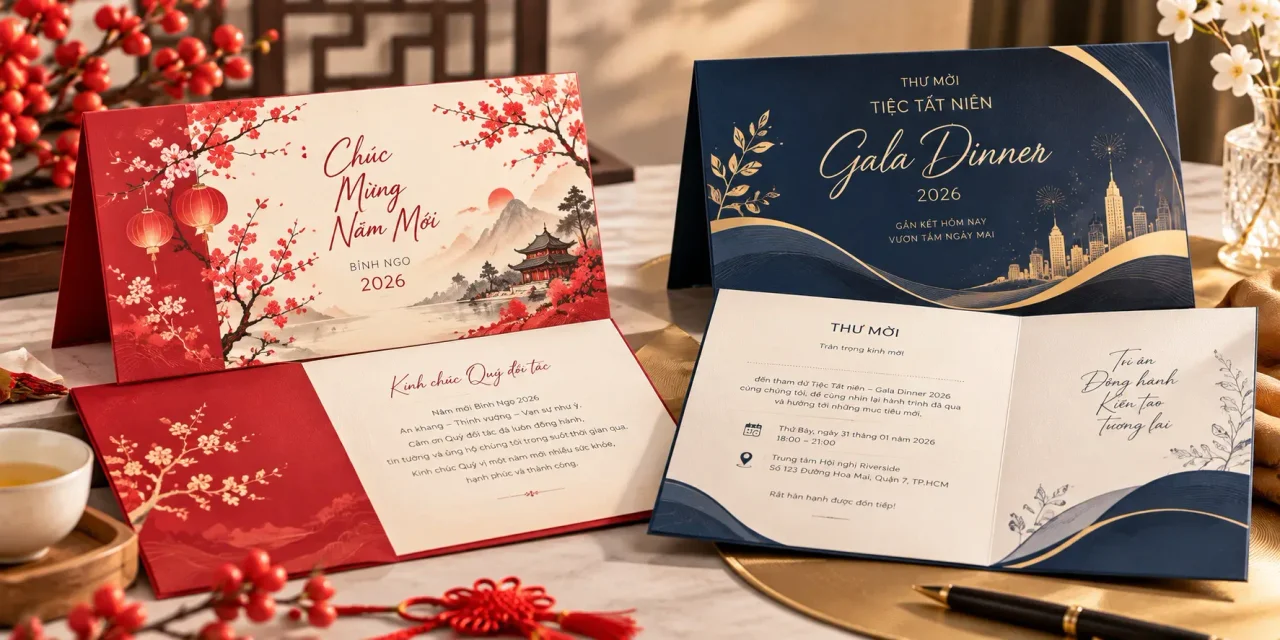 Chúc
Mừng
Năm Mới
BÍNH NGỌ
2026
Kính chúc Quý đối tác
Năm mới Bính Ngọ 2026
An khang – Thịnh vượng – Vạn sự như ý.
Cảm ơn Quý đối tác đã luôn đồng hành,
tin tưởng và ủng hộ chúng tôi trong suốt thời gian qua.
Kính chúc Quý vị một năm mới nhiều sức khỏe,
hạnh phúc và thành công.
THƯ MỜI
TIỆC TẤT NIÊN
Gala Dinner
2026
GẮN KẾT HÔM NAY
VƯƠN TẦM NGÀY MAI
THƯ MỜI
Trân trọng kính mời
đến tham dự Tiệc Tất niên – Gala Dinner 2026
cùng chúng tôi, để cùng nhìn lại hành trình đã qua
và hướng tới những mục tiêu mới.
Thứ Bảy, ngày 31 tháng 01 năm 2026
18:00 – 21:00
Trung tâm Hội nghị Riverside
Số 123 Đường Hoa Mai, Quận 7, TP.HCM
Rất hân hạnh được đón tiếp!
Tri ân
Đồng hành
Kiến tạo
tương lai